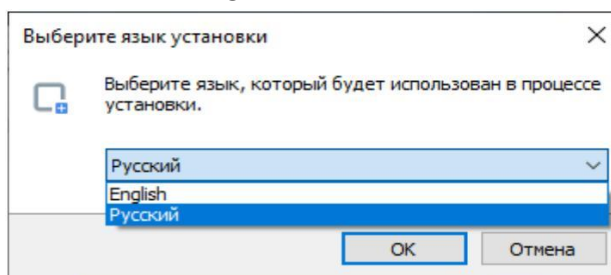 Выберите язык установки
Выберите язык, который будет использован в процессе
установки.
Русский
English
Русский
OK
Отмена